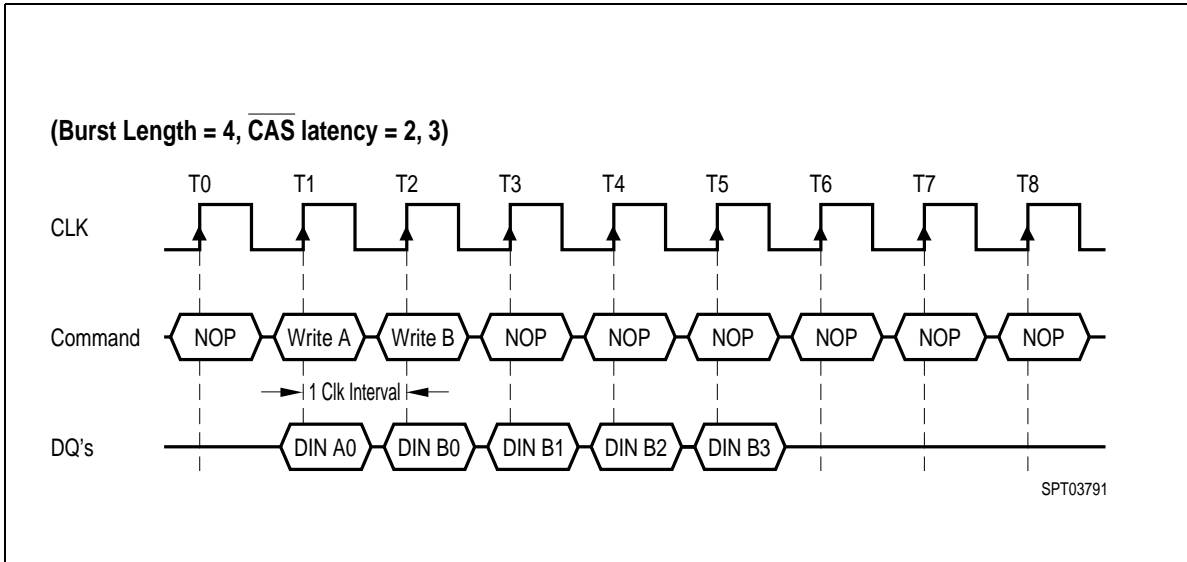 (Burst Length = 4, CAS latency = 2, 3)
T0 T1 T2 T3 T4 T5 T6 T7 T8
CLK
Command NOP Write A Write B NOP NOP NOP NOP NOP NOP
1 Clk Interval
DQ's DIN A0 DIN B0 DIN B1 DIN B2 DIN B3
SPT03791